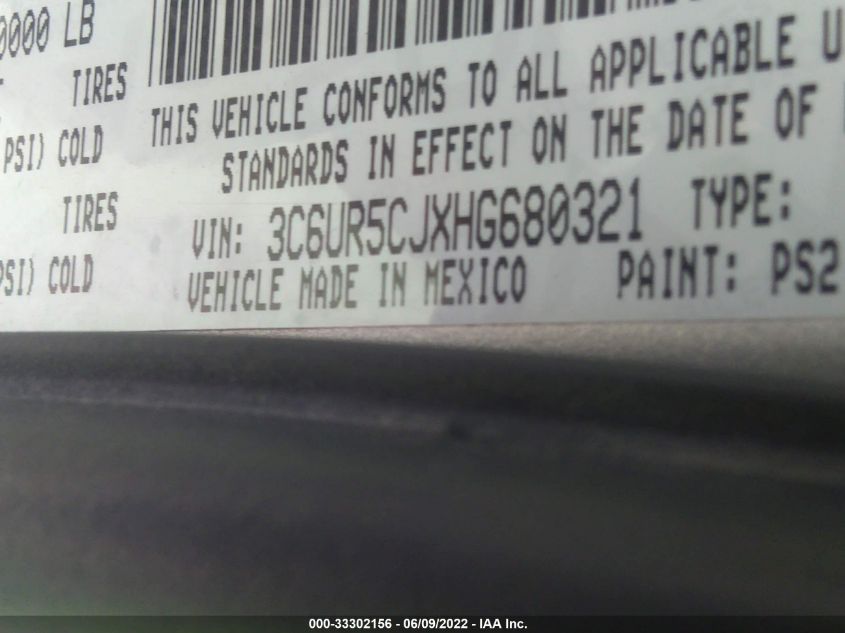 0000 LB
TIRES
PSI) COLD
TIRES
PSI) COLD
THIS VEHICLE CONFORMS TO ALL APPLICABLE U
STANDARDS IN EFFECT ON THE DATE OF
VIN: 3C6UR5CJXHG680321 TYPE:
VEHICLE MADE IN MEXICO PAINT: PS2
000-33302156 - 06/09/2022 - IAA Inc.